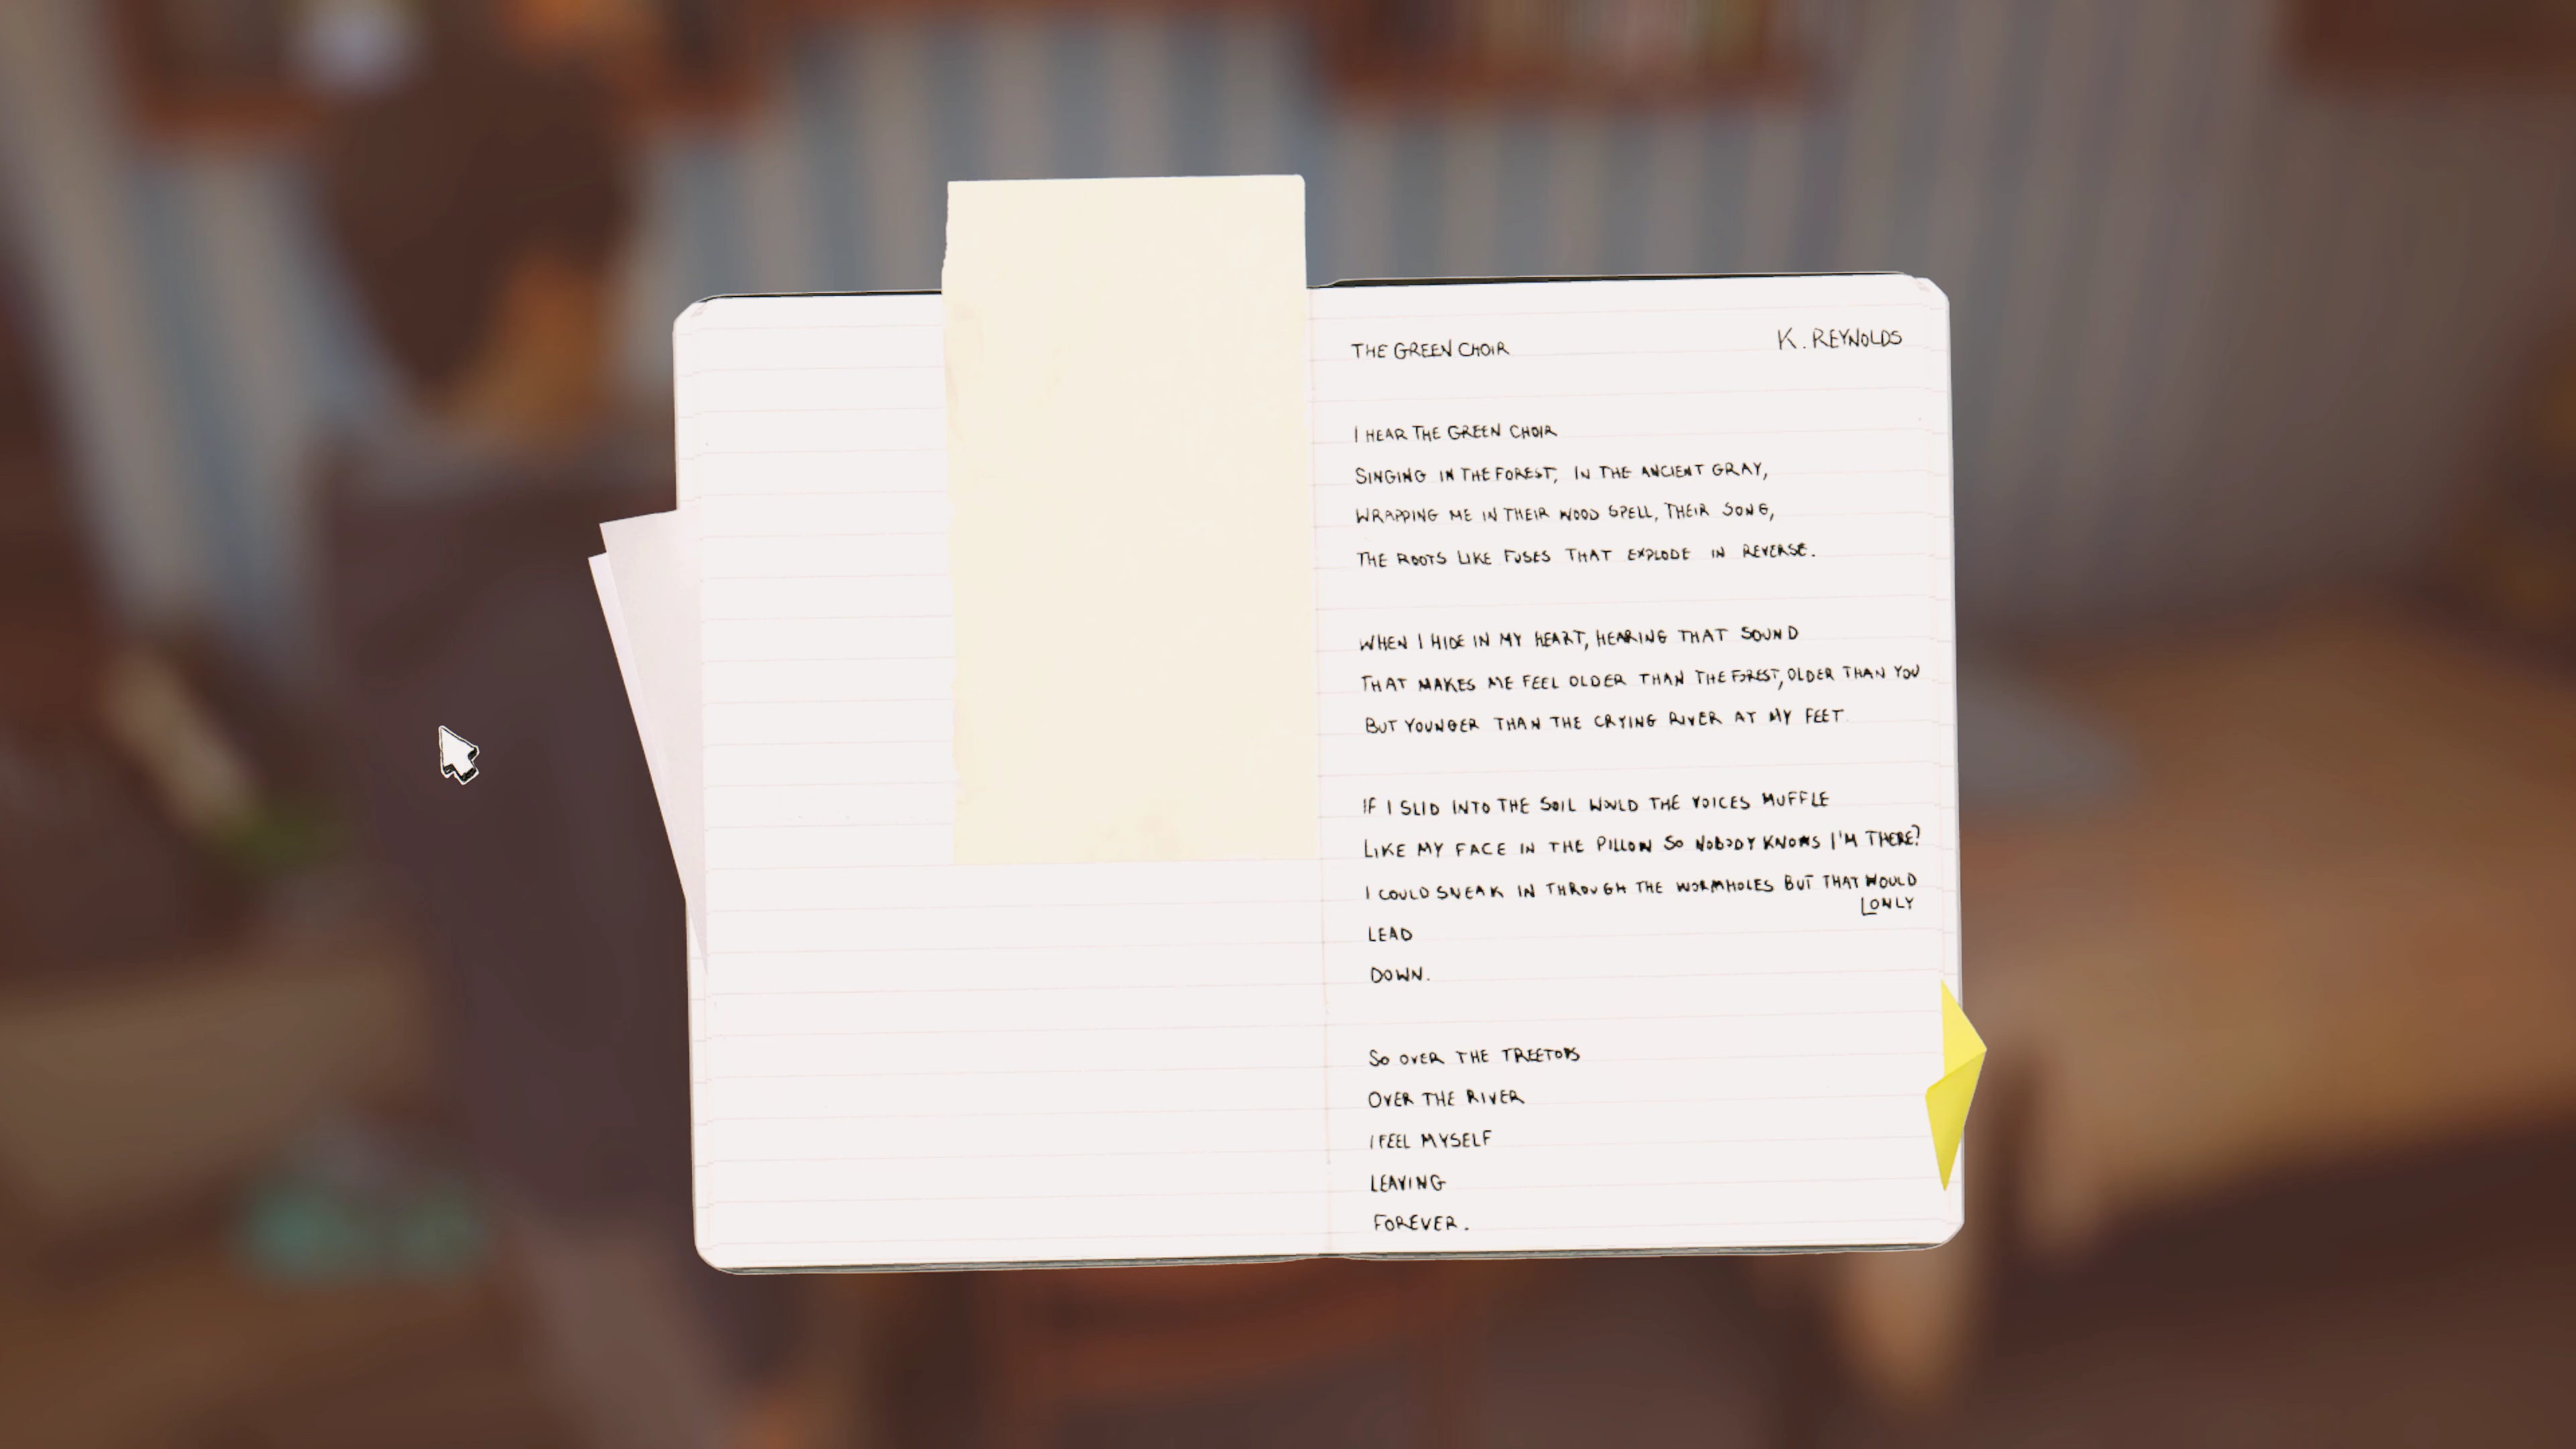 THE GREEN CHOIR
K. REYNOLDS
I HEAR THE GREEN CHOIR
SINGING IN THE FOREST, IN THE ANCIENT GRAY,
WRAPPING ME IN THEIR WOOD SPELL, THEIR SONG,
THE ROOTS LIKE FUSES THAT EXPLODE IN REVERSE.
WHEN I HIDE IN MY HEART, HEARING THAT SOUND
THAT MAKES ME FEEL OLDER THAN THE FOREST, OLDER THAN YOU
BUT YOUNGER THAN THE CRYING RIVER AT MY FEET
IF I SLID INTO THE SOIL WOULD THE VOICES MUFFLE
LIKE MY FACE IN THE PILLOW SO NOBODY KNOWS I'M THERE?
I COULD SNEAK IN THROUGH THE WORMHOLES BUT THAT WOULD
ONLY
LEAD
DOWN.
SO OVER THE TREETOPS
OVER THE RIVER
I FEEL MYSELF
LEAVING
FOREVER.